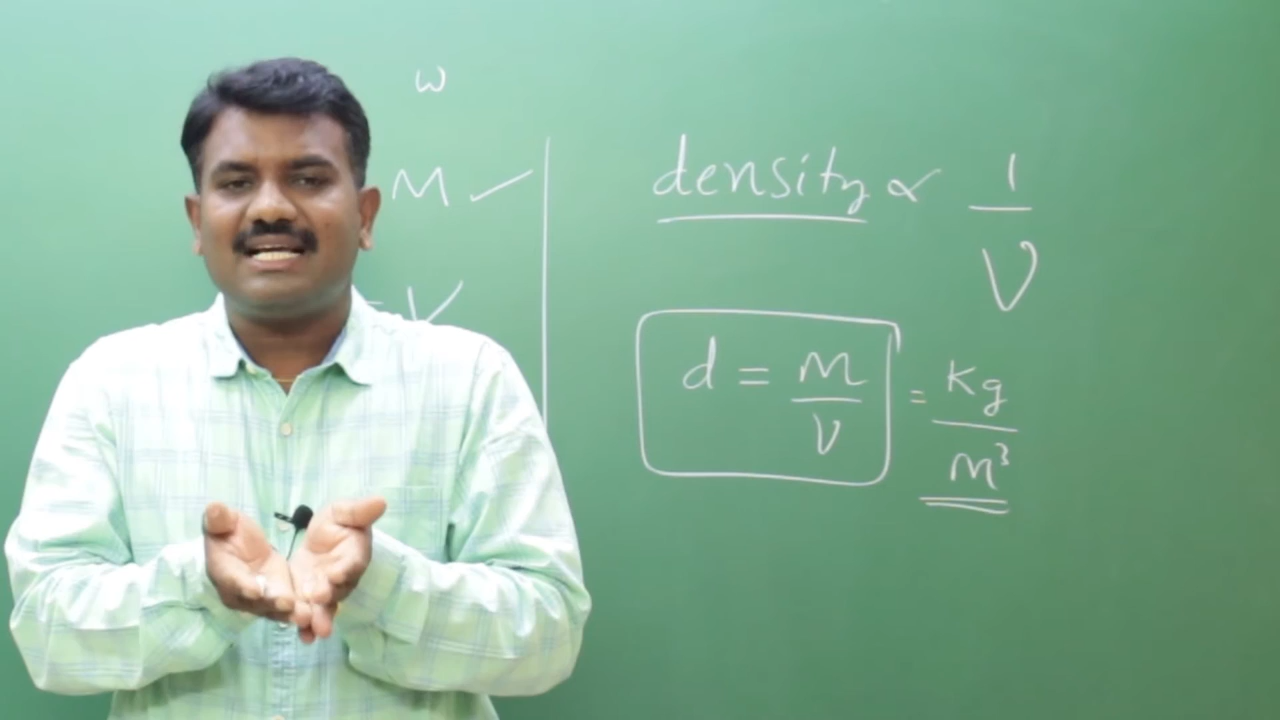 w
M ✓
V
density ∝ 1/V
d = M/V = Kg/m³